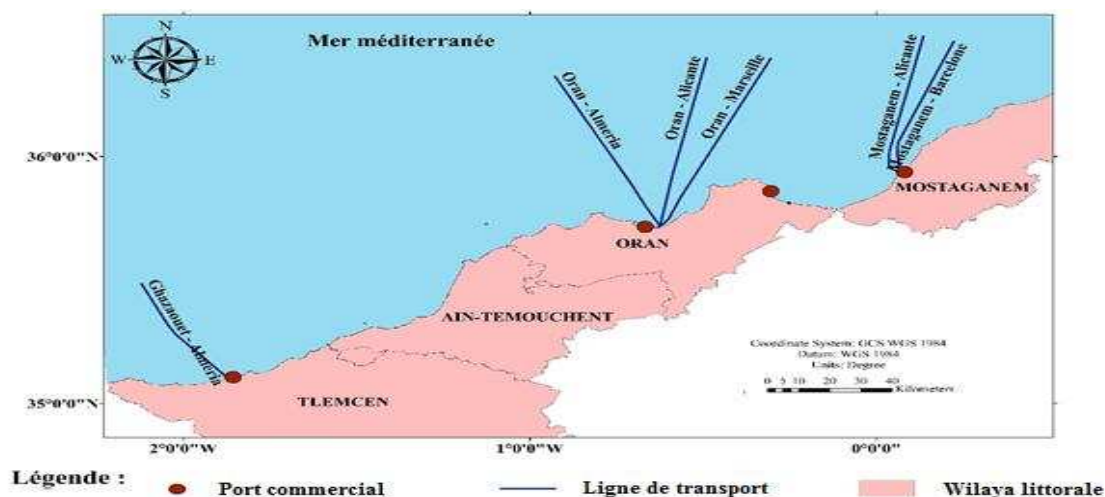 Mer méditerranée
N
W E
S
Oran - Almeria
Oran - Alicante
Oran - Marseille
Mostaganem - Alicante
Mostaganem - Barcelone
36°0'0"N
MOSTAGANEM
ORAN
Ghazaouet - Almeria
AIN-TEMOUCHENT
Coordinate System: GCS WGS 1984
Datum: WGS 1984
Units: Degree
0 5 10 20 30 40
Kilometers
35°0'0"N
TLEMCEN
2°0'0"W 1°0'0"W 0°0'0"
Légende :
Port commercial
Ligne de transport
Wilaya littorale